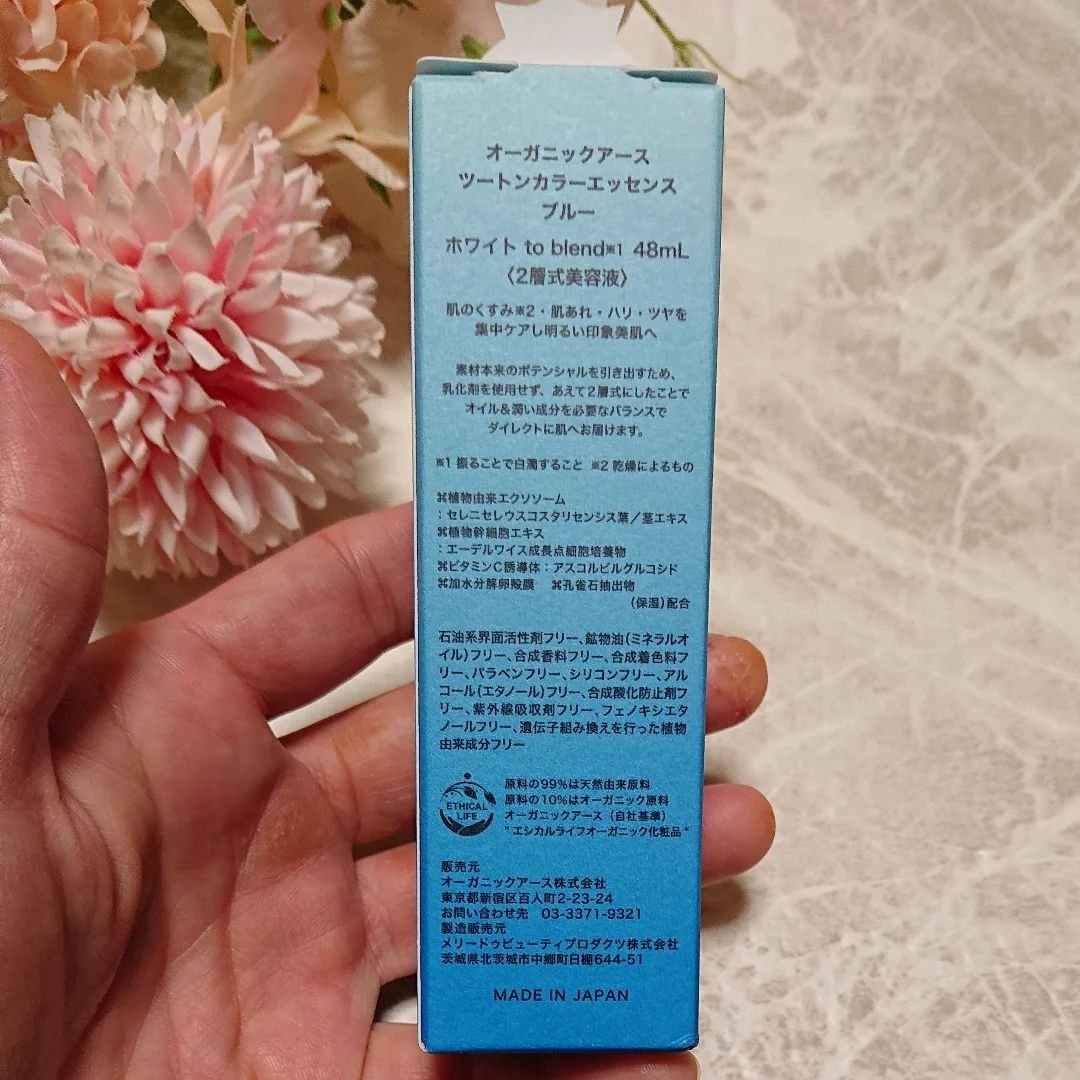 オーガニックアース
ツートンカラーエッセンス
ブルー
ホワイト to blend※1 48mL
〈2層式美容液〉
肌のくすみ※2・肌あれ・ハリ・ツヤを
集中ケアし明るい印象美肌へ
素材本来のポテンシャルを引き出すため、
乳化剤を使用せず、あえて2層式にしたことで
オイル&潤い成分を必要なバランスで
ダイレクトに肌へお届けます。
※1 振ることで白濁すること ※2 乾燥によるもの
⌘植物由来エクソソーム
：セレニセレウスコスタリセンシス葉／茎エキス
⌘植物幹細胞エキス
：エーデルワイス成長点細胞培養物
⌘ビタミンC誘導体：アスコルビルグルコシド
⌘加水分解卵殻膜 ⌘孔雀石抽出物
(保湿)配合
石油系界面活性剤フリー、鉱物油(ミネラルオ
イル)フリー、合成香料フリー、合成着色料フ
リー、パラベンフリー、シリコンフリー、アル
コール(エタノール)フリー、合成酸化防止剤フ
リー、紫外線吸収剤フリー、フェノキシエタ
ノールフリー、遺伝子組み換えを行った植物
由来成分フリー
ETHICAL
LIFE
原料の99%は天然由来原料
原料の10%はオーガニック原料
オーガニックアース（自社基準）
"エシカルライフオーガニック化粧品"
販売元
オーガニックアース株式会社
東京都新宿区百人町2-23-24
お問い合わせ先 03-3371-9321
製造販売元
メリードゥビューティプロダクツ株式会社
茨城県北茨城市中郷町日棚644-51
MADE IN JAPAN